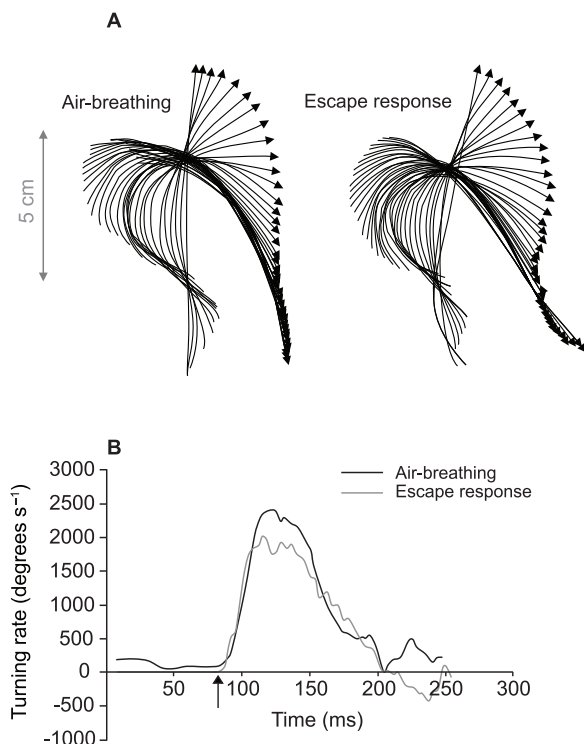 A
Air-breathing
Escape response
5 cm
B
3000
2500
2000
1500
1000
500
0
-500
-1000
Turning rate (degrees s⁻¹)
Air-breathing
Escape response
50
100
150
200
250
300
Time (ms)